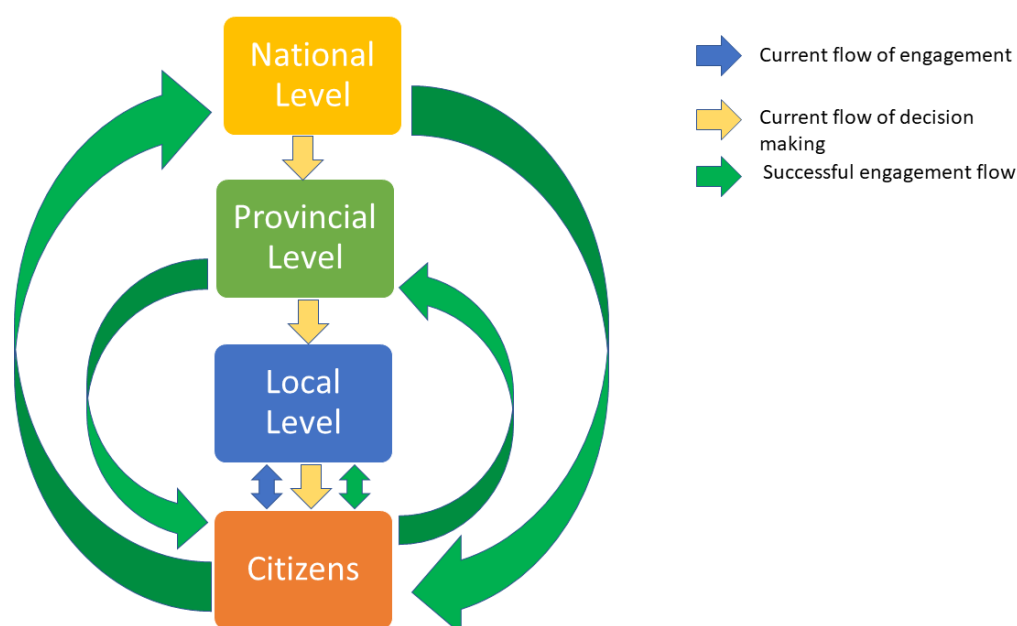 National
Level
Provincial
Level
Local
Level
Citizens
Current flow of engagement
Current flow of decision
making
Successful engagement flow